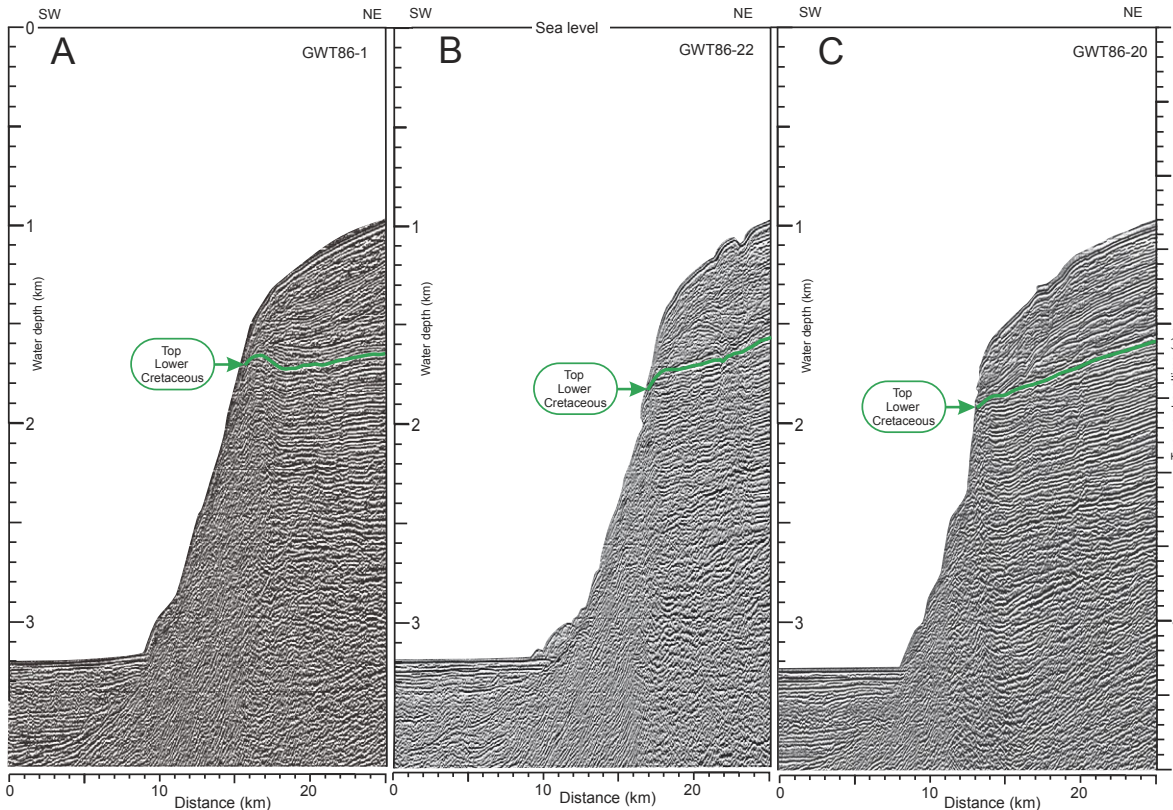 SW
NE
Sea level
SW
NE
SW
NE
0
A
GWT86-1
B
GWT86-22
C
GWT86-20
1
1
1
Water depth (km)
Water depth (km)
Water depth (km)
Top
Lower
Cretaceous
Top
Lower
Cretaceous
Top
Lower
Cretaceous
2
2
2
3
3
3
0
10
20
Distance (km)
0
10
20
Distance (km)
0
10
20
Distance (km)